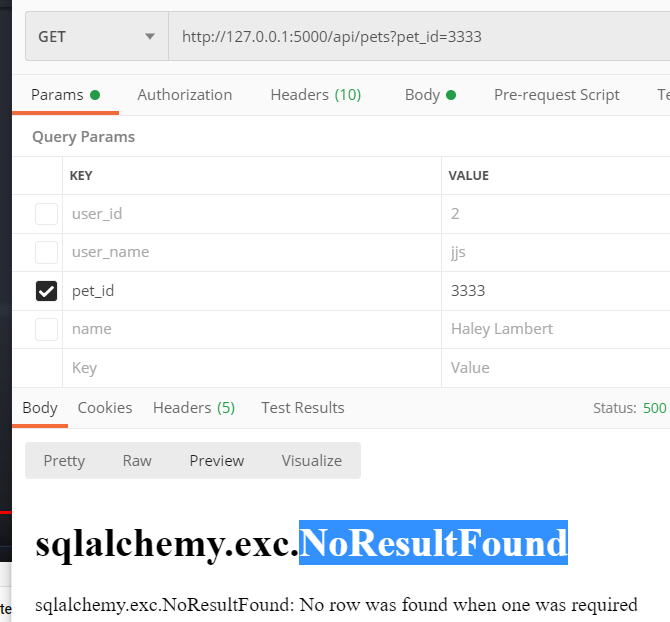 GET http://127.0.0.1:5000/api/pets?pet_id=3333
Params Authorization Headers (10) Body Pre-request Script Te
Query Params
KEY VALUE
user_id 2
user_name jjs
pet_id 3333
name Haley Lambert
Key Value
Body Cookies Headers (5) Test Results Status: 500
Pretty Raw Preview Visualize
sqlalchemy.exc.NoResultFound
te sqlalchemy.exc.NoResultFound: No row was found when one was required